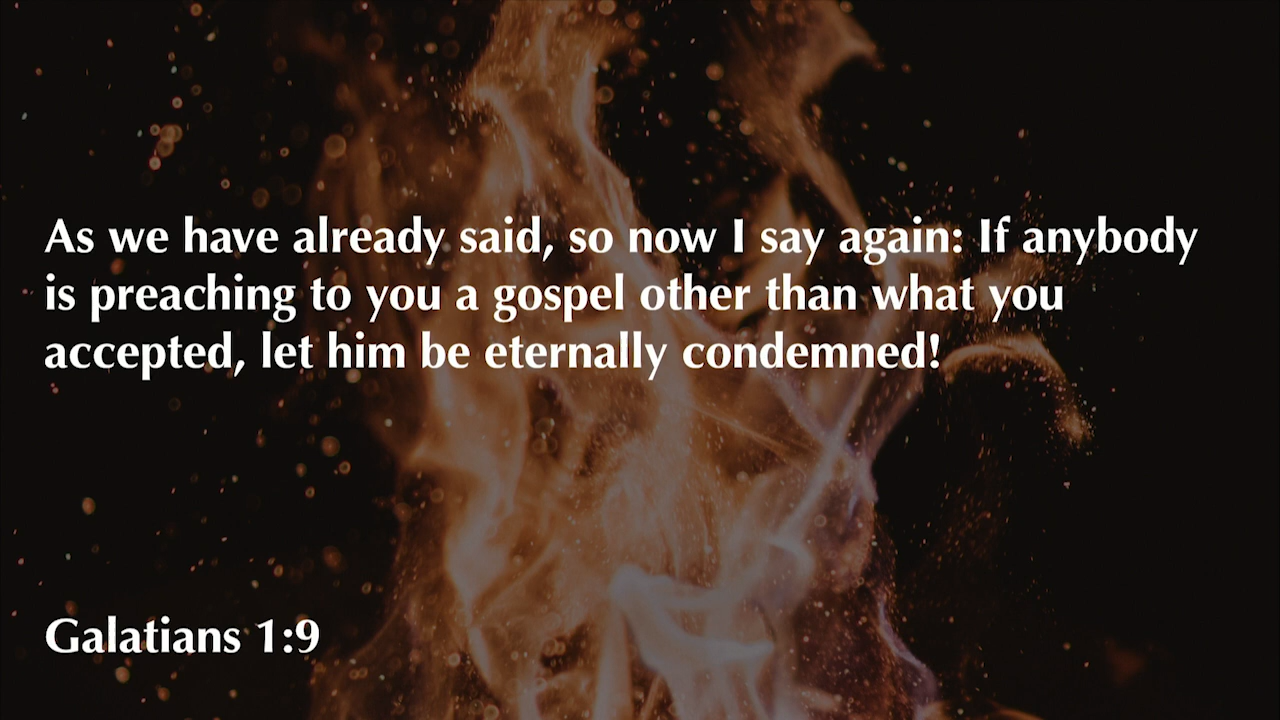 As we have already said, so now I say again: If anybody
is preaching to you a gospel other than what you
accepted, let him be eternally condemned!
Galatians 1:9